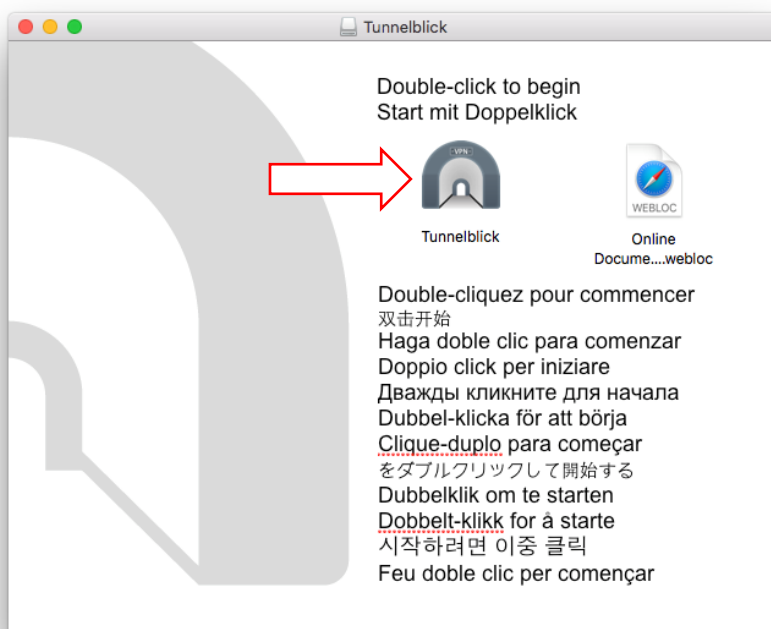 Tunnelblick
Double-click to begin
Start mit Doppelklick
VPN
WEBLOC
Tunnelblick
Online
Docume....webloc
Double-cliquez pour commencer
双击开始
Haga doble clic para comenzar
Doppio click per iniziare
Дважды кликните для начала
Dubbel-klicka för att börja
Clique-duplo para começar
をダブルクリックして開始する
Dubbelklik om te starten
Dobbelt-klikk for å starte
시작하려면 이중 클릭
Feu doble clic per començar